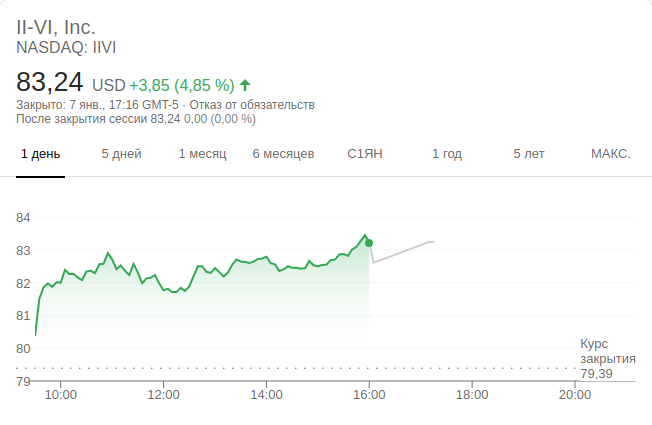 II-VI, Inc.
NASDAQ: IIVI
83,24 USD +3,85 (4,85 %)
Закрыто: 7 янв., 17:16 GMT-5 · Отказ от обязательств
После закрытия сессии 83,24 0,00 (0,00 %)
1 день 5 дней 1 месяц 6 месяцев С1ЯН 1 год 5 лет МАКС.
84
83
82
81
80
Курс
закрытия
79,39
79
10:00 12:00 14:00 16:00 18:00 20:00